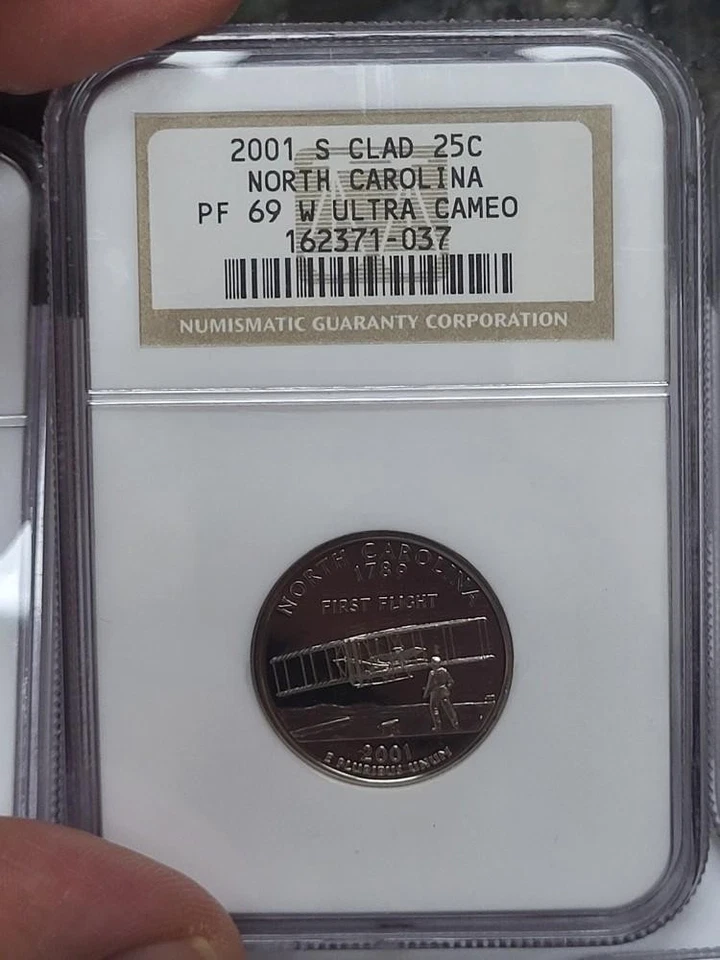 2001 S CLAD 25C
NORTH CAROLINA
PF 69 W ULTRA CAMEO
162371-037
NUMISMATIC GUARANTY CORPORATION
NORTH CAROLINA
1789
FIRST FLIGHT
2001
E PLURIBUS UNUM